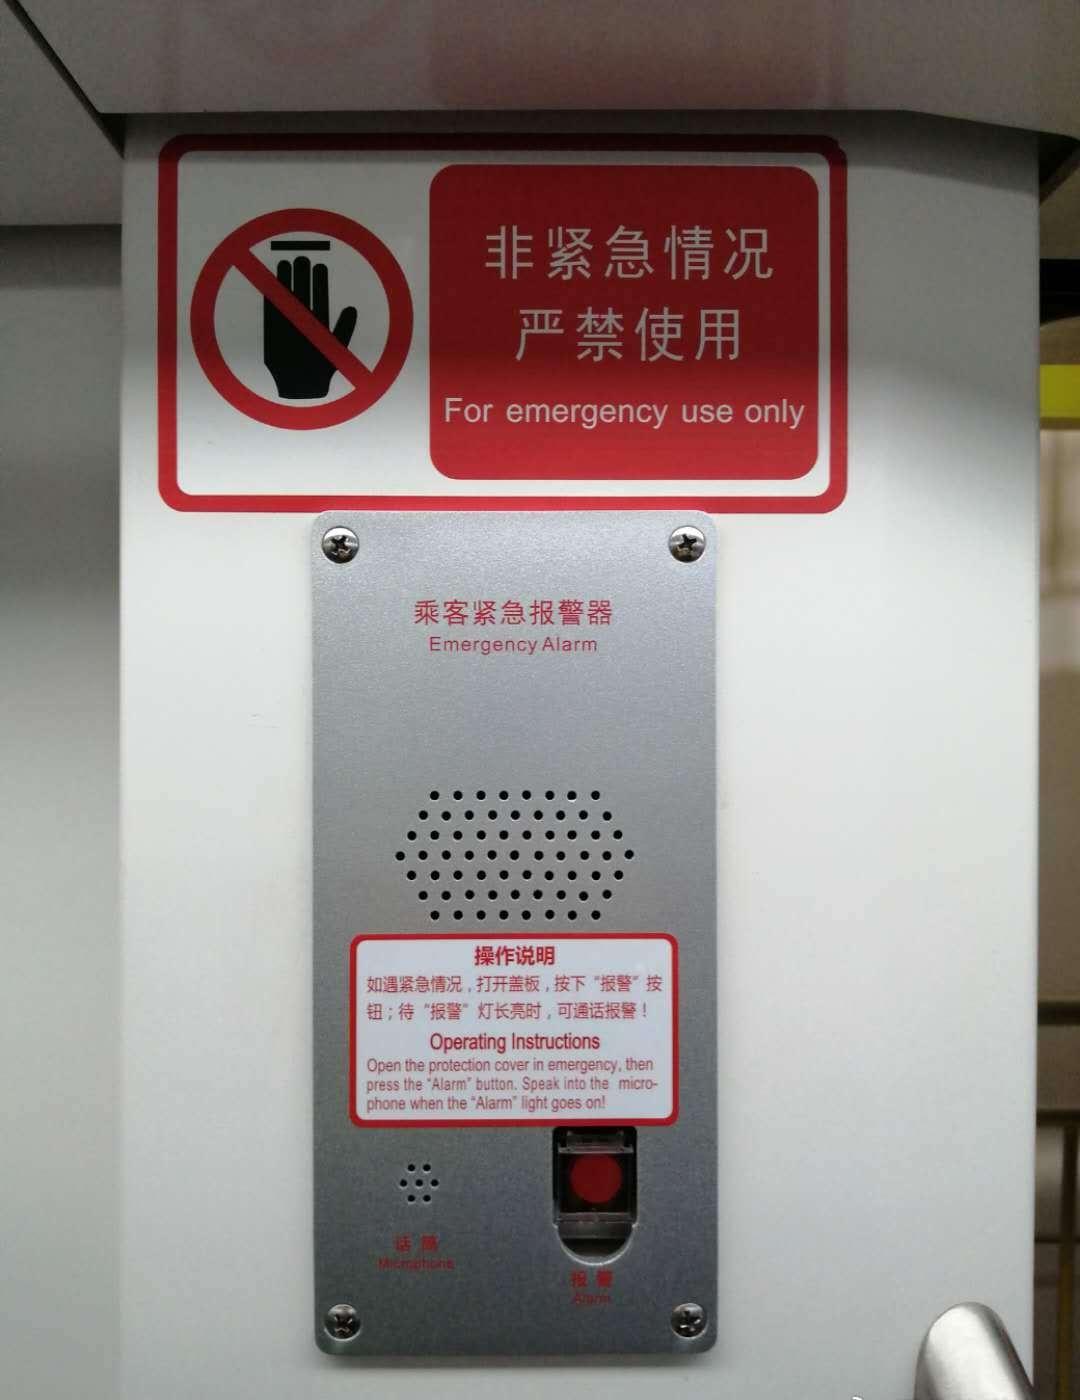 非紧急情况
严禁使用
For emergency use only
乘客紧急报警器
Emergency Alarm
操作说明
如遇紧急情况，打开盖板，按下“报警”按
钮；待“报警”灯长亮时，可通话报警！
Operating Instructions
Open the protection cover in emergency, then
press the “Alarm” button. Speak into the micro-
phone when the “Alarm” light goes on!
话 筒
Microphone
报 警
Alarm